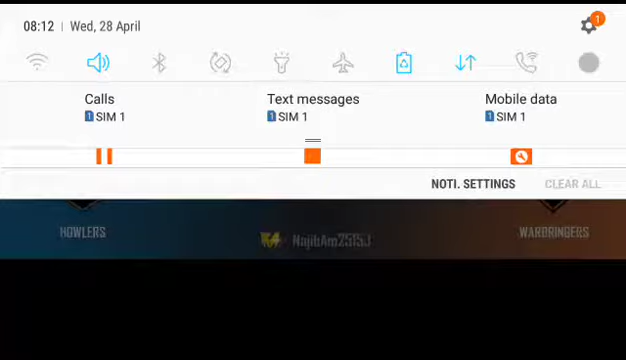 08:12 | Wed, 28 April
1
Calls
Text messages
Mobile data
1 SIM 1
1 SIM 1
1 SIM 1
NOTI. SETTINGS
CLEAR ALL
HOWLERS
NajibAm2515J
WARBRINGERS